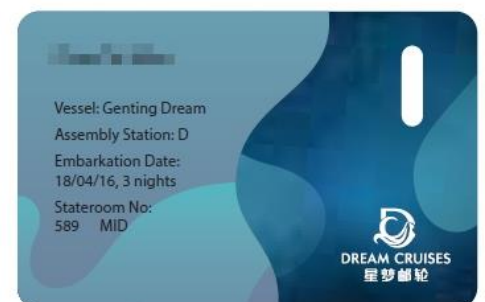 Vessel: Genting Dream
Assembly Station: D
Embarkation Date:
18/04/16, 3 nights
Stateroom No:
589 MID
DREAM CRUISES
星梦邮轮